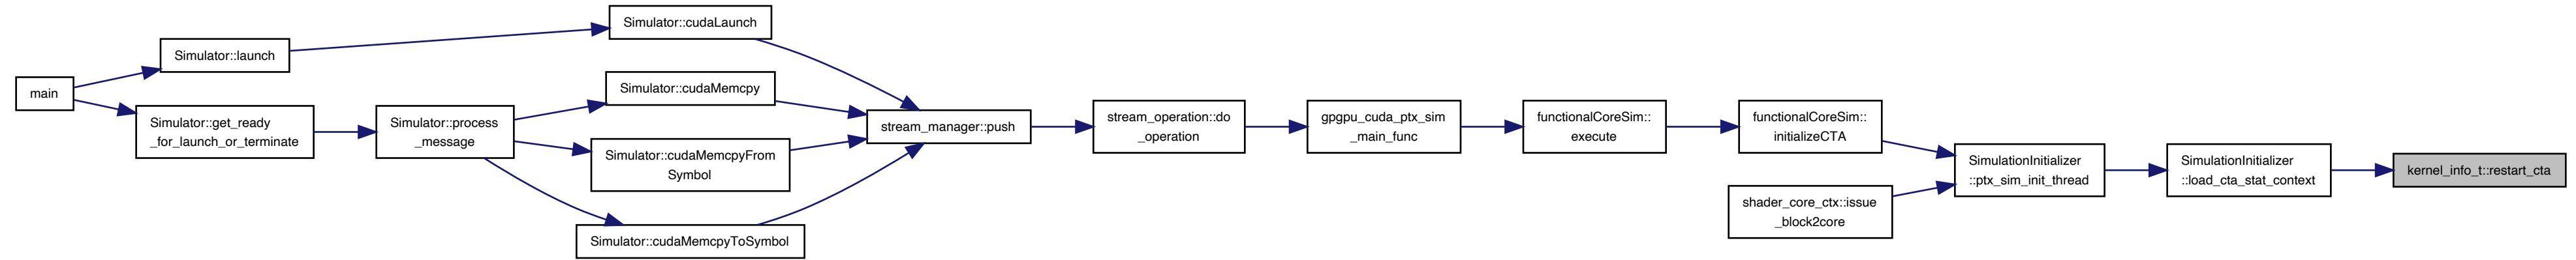 main
Simulator::launch
Simulator::get_ready
_for_launch_or_terminate
Simulator::process
_message
Simulator::cudaLaunch
Simulator::cudaMemcpy
Simulator::cudaMemcpyFrom
Symbol
Simulator::cudaMemcpyToSymbol
stream_manager::push
stream_operation::do
_operation
gpgpu_cuda_ptx_sim
_main_func
functionalCoreSim::
execute
functionalCoreSim::
initializeCTA
shader_core_ctx::issue
_block2core
SimulationInitializer
::ptx_sim_init_thread
SimulationInitializer
::load_cta_stat_context
kernel_info_t::restart_cta